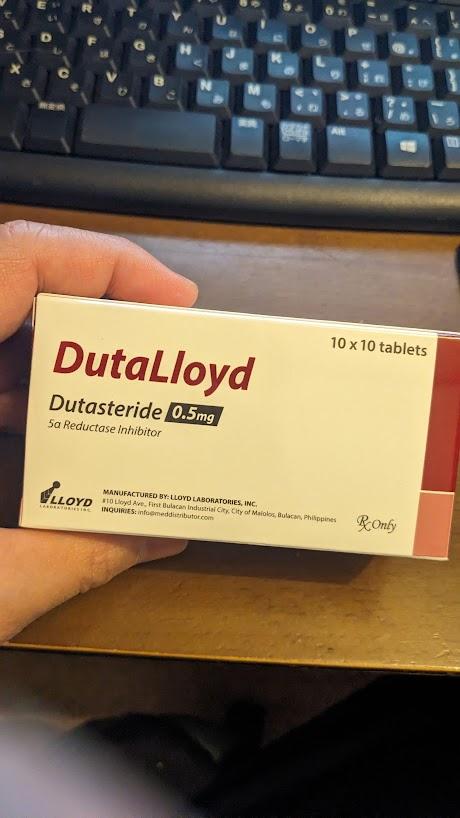 10 x 10 tablets
DutaLloyd
Dutasteride 0.5mg
5α Reductase Inhibitor
LLOYD
LABORATORIES INC.
MANUFACTURED BY: LLOYD LABORATORIES, INC.
#10 Lloyd Ave., First Bulacan Industrial City, City of Malolos, Bulacan, Philippines
INQUIRIES: info@meddistributor.com
Rx Only